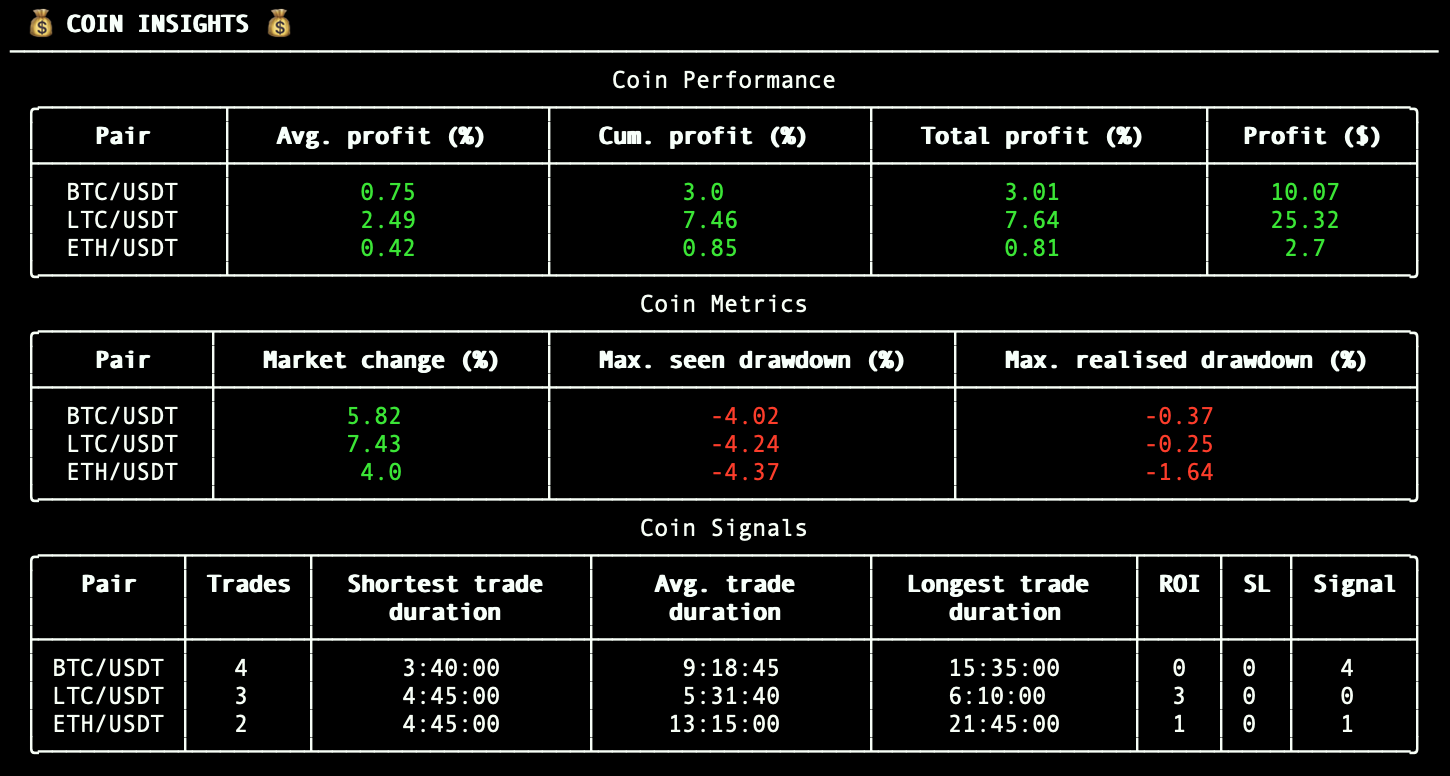 💰 COIN INSIGHTS 💰
Coin Performance
Pair Avg. profit (%) Cum. profit (%) Total profit (%) Profit ($)
BTC/USDT 0.75 3.0 3.01 10.07
LTC/USDT 2.49 7.46 7.64 25.32
ETH/USDT 0.42 0.85 0.81 2.7
Coin Metrics
Pair Market change (%) Max. seen drawdown (%) Max. realised drawdown (%)
BTC/USDT 5.82 -4.02 -0.37
LTC/USDT 7.43 -4.24 -0.25
ETH/USDT 4.0 -4.37 -1.64
Coin Signals
Pair Trades Shortest trade Avg. trade Longest trade ROI SL Signal
duration duration duration
BTC/USDT 4 3:40:00 9:18:45 15:35:00 0 0 4
LTC/USDT 3 4:45:00 5:31:40 6:10:00 3 0 0
ETH/USDT 2 4:45:00 13:15:00 21:45:00 1 0 1